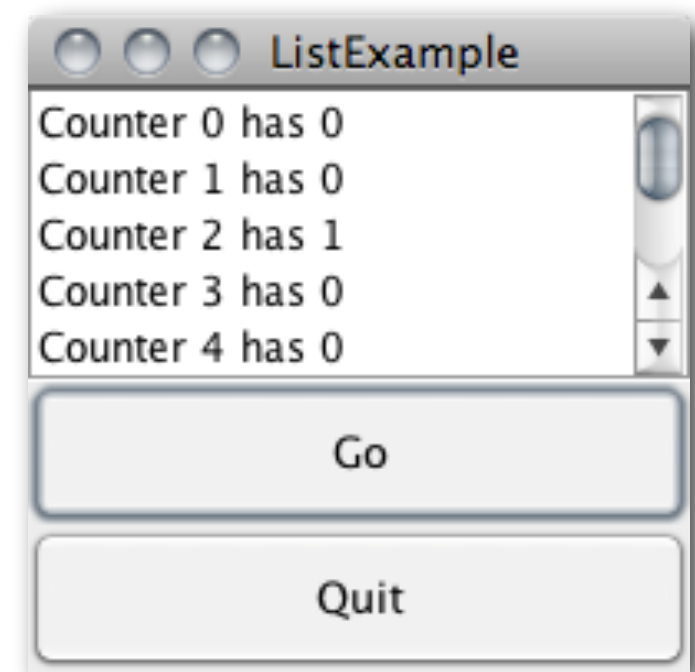 ListExample
Counter 0 has 0
Counter 1 has 0
Counter 2 has 1
Counter 3 has 0
Counter 4 has 0
Go
Quit